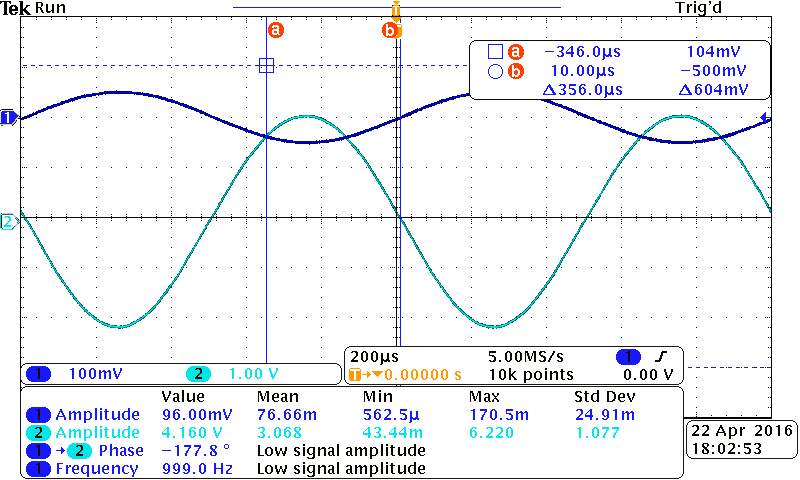 Tek Run Trig'd
T
a b
a −346.0µs 104mV
b 10.00µs −500mV
Δ356.0µs Δ604mV
1
2
1 100mV 2 1.00 V
200µs 5.00MS/s 1
T→▼0.00000 s 10k points 0.00 V
Value Mean Min Max Std Dev
1 Amplitude 96.00mV 76.66m 562.5µ 170.5m 24.91m
2 Amplitude 4.160 V 3.068 43.44m 6.220 1.077
1 → 2 Phase −177.8 ° Low signal amplitude
1 Frequency 999.0 Hz Low signal amplitude
22 Apr 2016
18:02:53